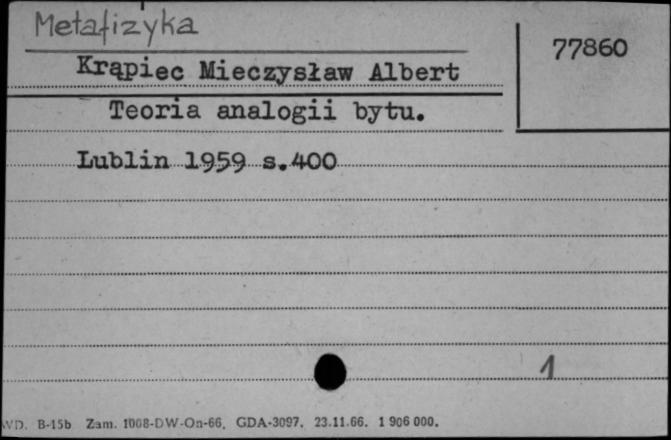 Metafizyka
77860
Krąpiec Mieczysław Albert
Teoria analogii bytu.
Lublin 1959 s.400
1
WD. B-15b Zam. 1008-DW-On-66. GDA-3097. 23.11.66. 1 906 000.